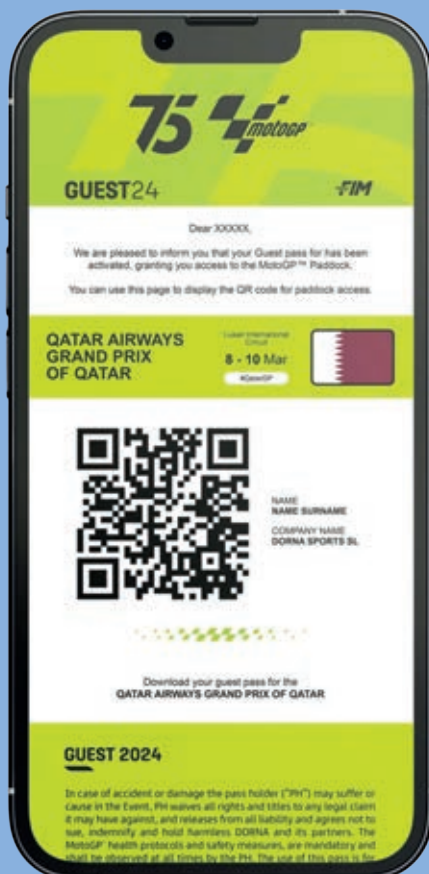 75 MotoGP
GUEST24
FIM
Dear XXXXX,
We are pleased to inform you that your Guest pass for has been
activated, granting you access to the MotoGP™ Paddock.
You can use this page to display the QR code for paddock access.
QATAR AIRWAYS
GRAND PRIX
OF QATAR
Lusail International
Circuit
8 - 10 Mar
#QatarGP
NAME
NAME SURNAME
COMPANY NAME
DORNA SPORTS SL
Download your guest pass for the
QATAR AIRWAYS GRAND PRIX OF QATAR
GUEST 2024
In case of accident or damage the pass holder ("PH") may suffer or
cause in the Event, PH waives all rights and titles to any legal claim
it may have against, and releases from all liability and agrees not to
sue, indemnify and hold harmless DORNA and its partners. The
MotoGP™ health protocols and safety measures, are mandatory and
shall be observed at all times by the PH. The use of this pass is for